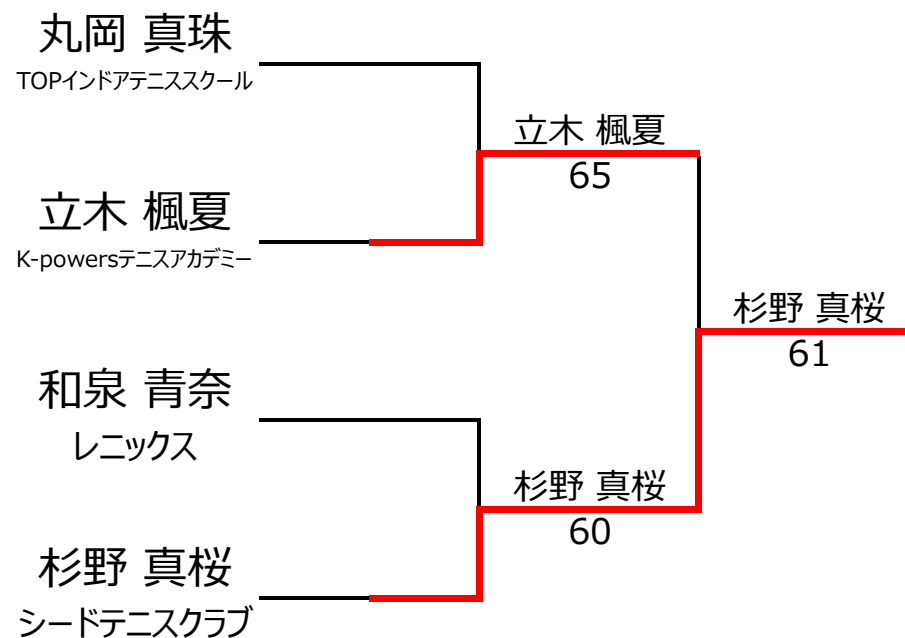 丸岡 真珠
TOPインドアテニススクール
立木 楓夏
65
立木 楓夏
K-powersテニスアカデミー
杉野 真桜
61
和泉 青奈
レニックス
杉野 真桜
60
杉野 真桜
シードテニスクラブ